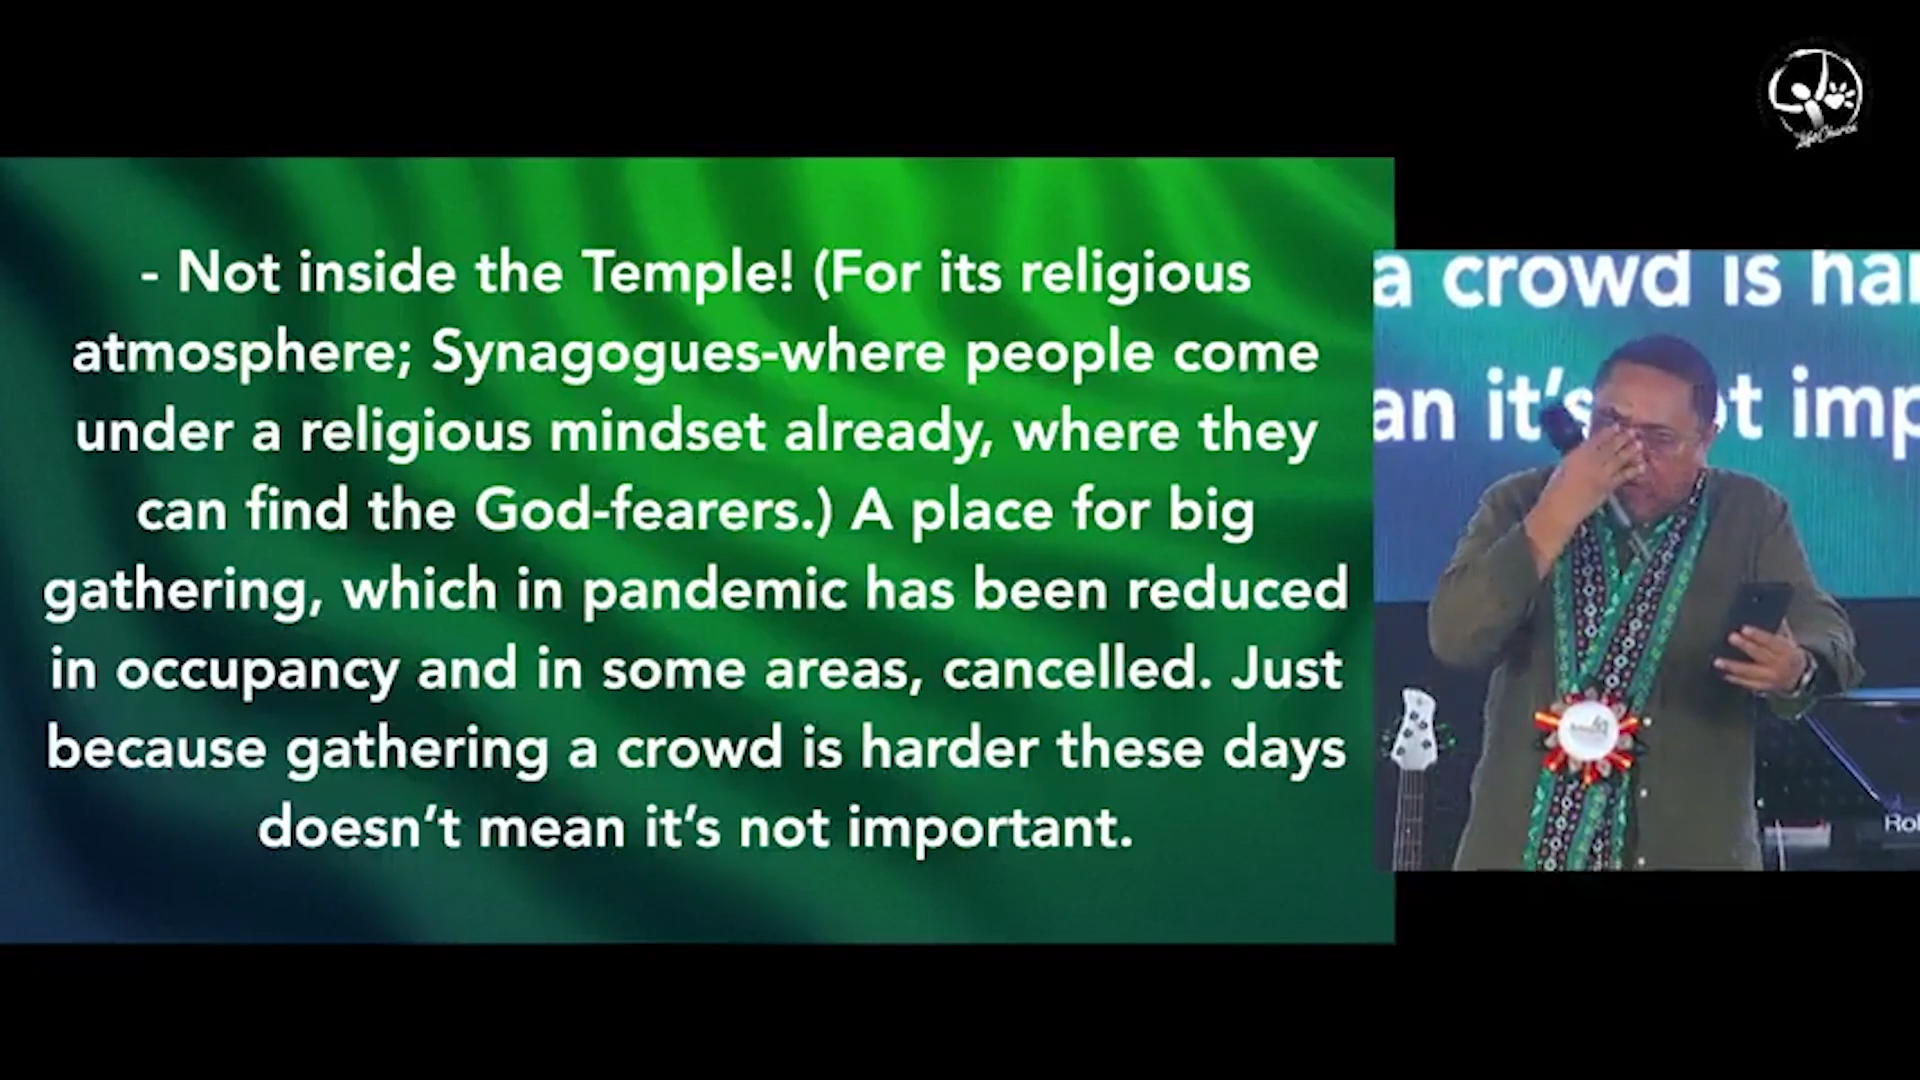 - Not inside the Temple! (For its religious
atmosphere; Synagogues-where people come
under a religious mindset already, where they
can find the God-fearers.) A place for big
gathering, which in pandemic has been reduced
in occupancy and in some areas, cancelled. Just
because gathering a crowd is harder these days
doesn’t mean it’s not important.
a crowd is har
an it’s not imp
Rol